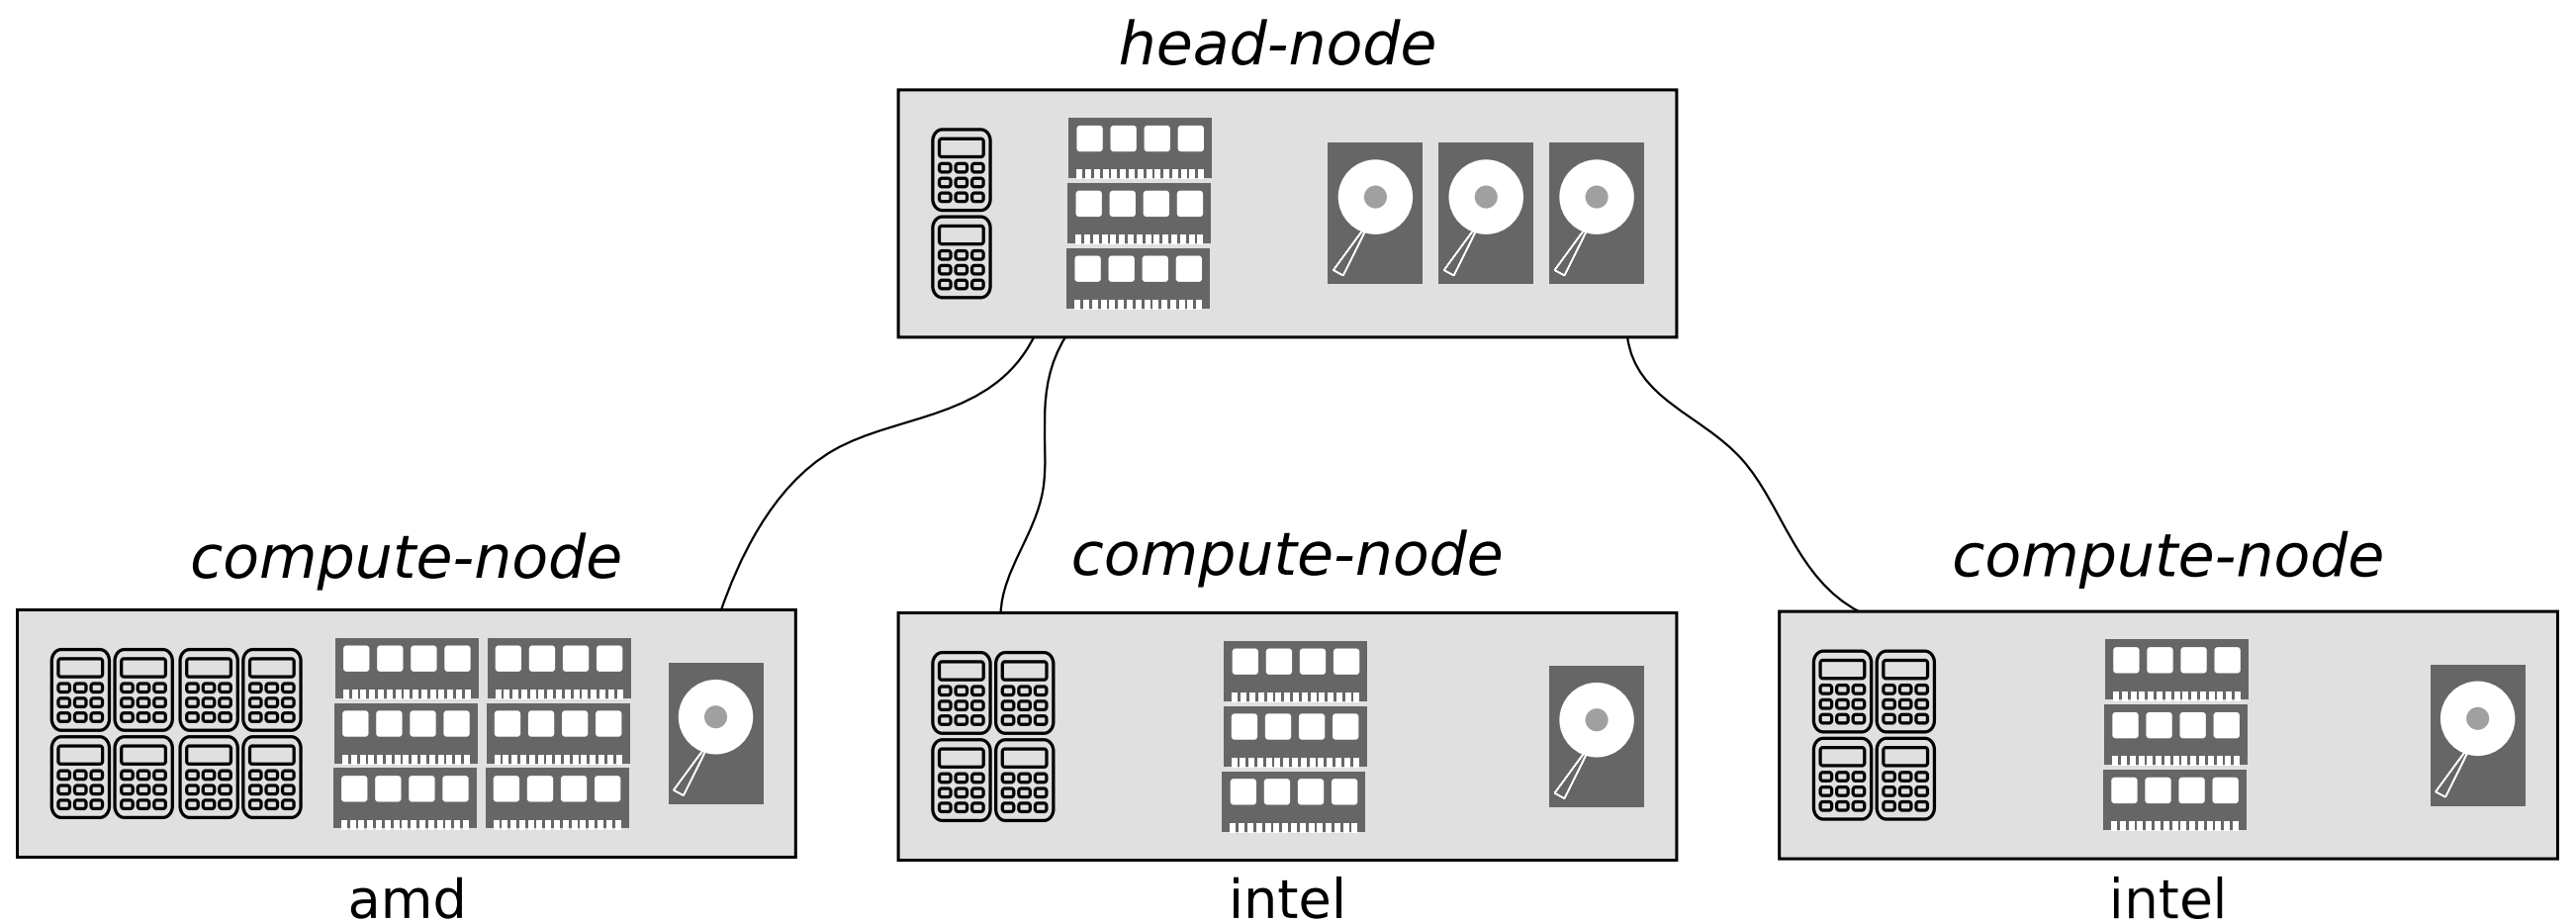 head-node
compute-node
compute-node
compute-node
amd
intel
intel